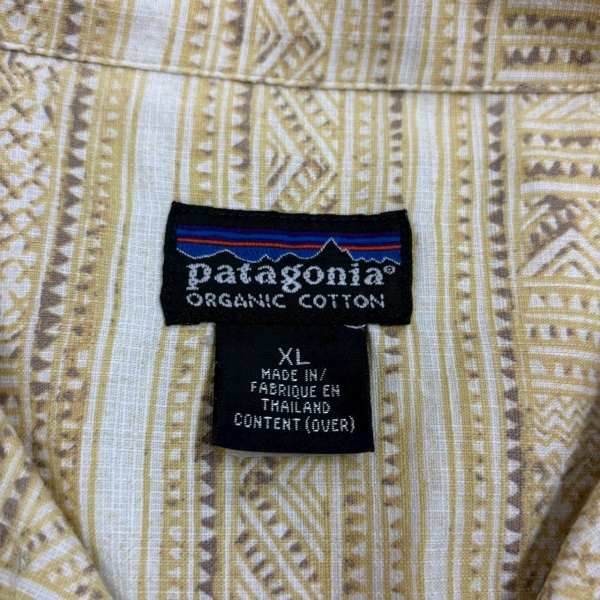 patagonia®
ORGANIC COTTON
XL
MADE IN/
FABRIQUE EN
THAILAND
CONTENT (OVER)